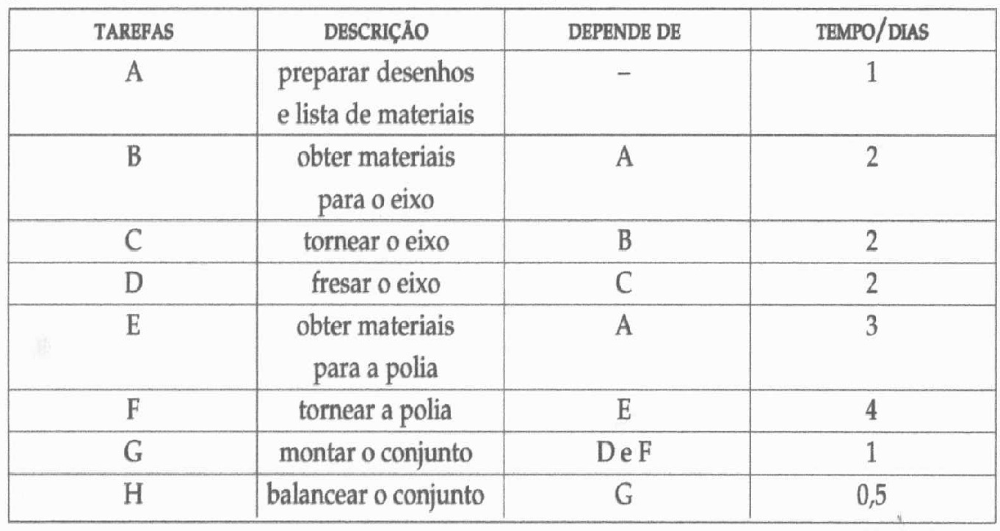 TAREFAS DESCRIÇÃO DEPENDE DE TEMPO/DIAS
A preparar desenhos – 1
e lista de materiais
B obter materiais A 2
para o eixo
C tornear o eixo B 2
D fresar o eixo C 2
E obter materiais A 3
para a polia
F tornear a polia E 4
G montar o conjunto D e F 1
H balancear o conjunto G 0,5